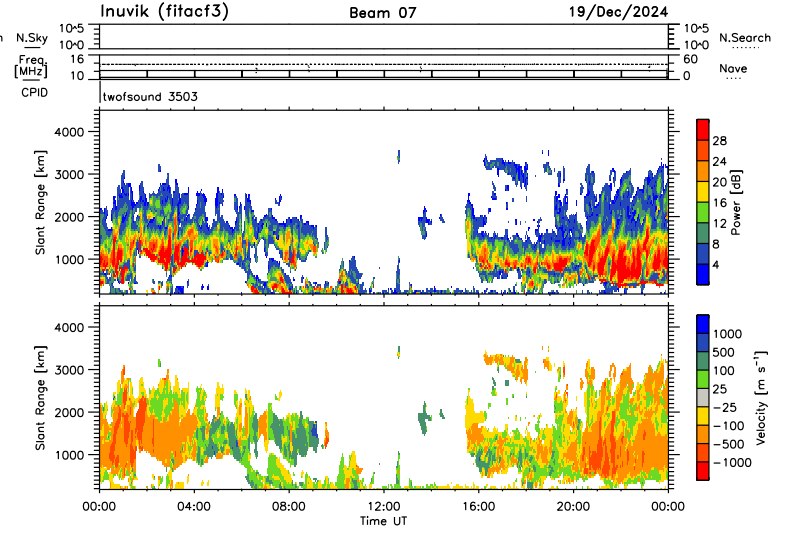 Inuvik (fitacf3) Beam 07 19/Dec/2024
N.Sky 10^5 10^5 N.Search
10^0 10^0
Freq. 16 60
[MHz] 10 0 Nave
CPID twofsound 3503
4000
3000
2000
1000
Slant Range [km]
28
24
20
16
12
8
4
Power [dB]
4000
3000
2000
1000
Slant Range [km]
1000
500
100
25
-25
-100
-500
-1000
Velocity [m s⁻¹]
00:00 04:00 08:00 12:00 16:00 20:00 00:00
Time UT